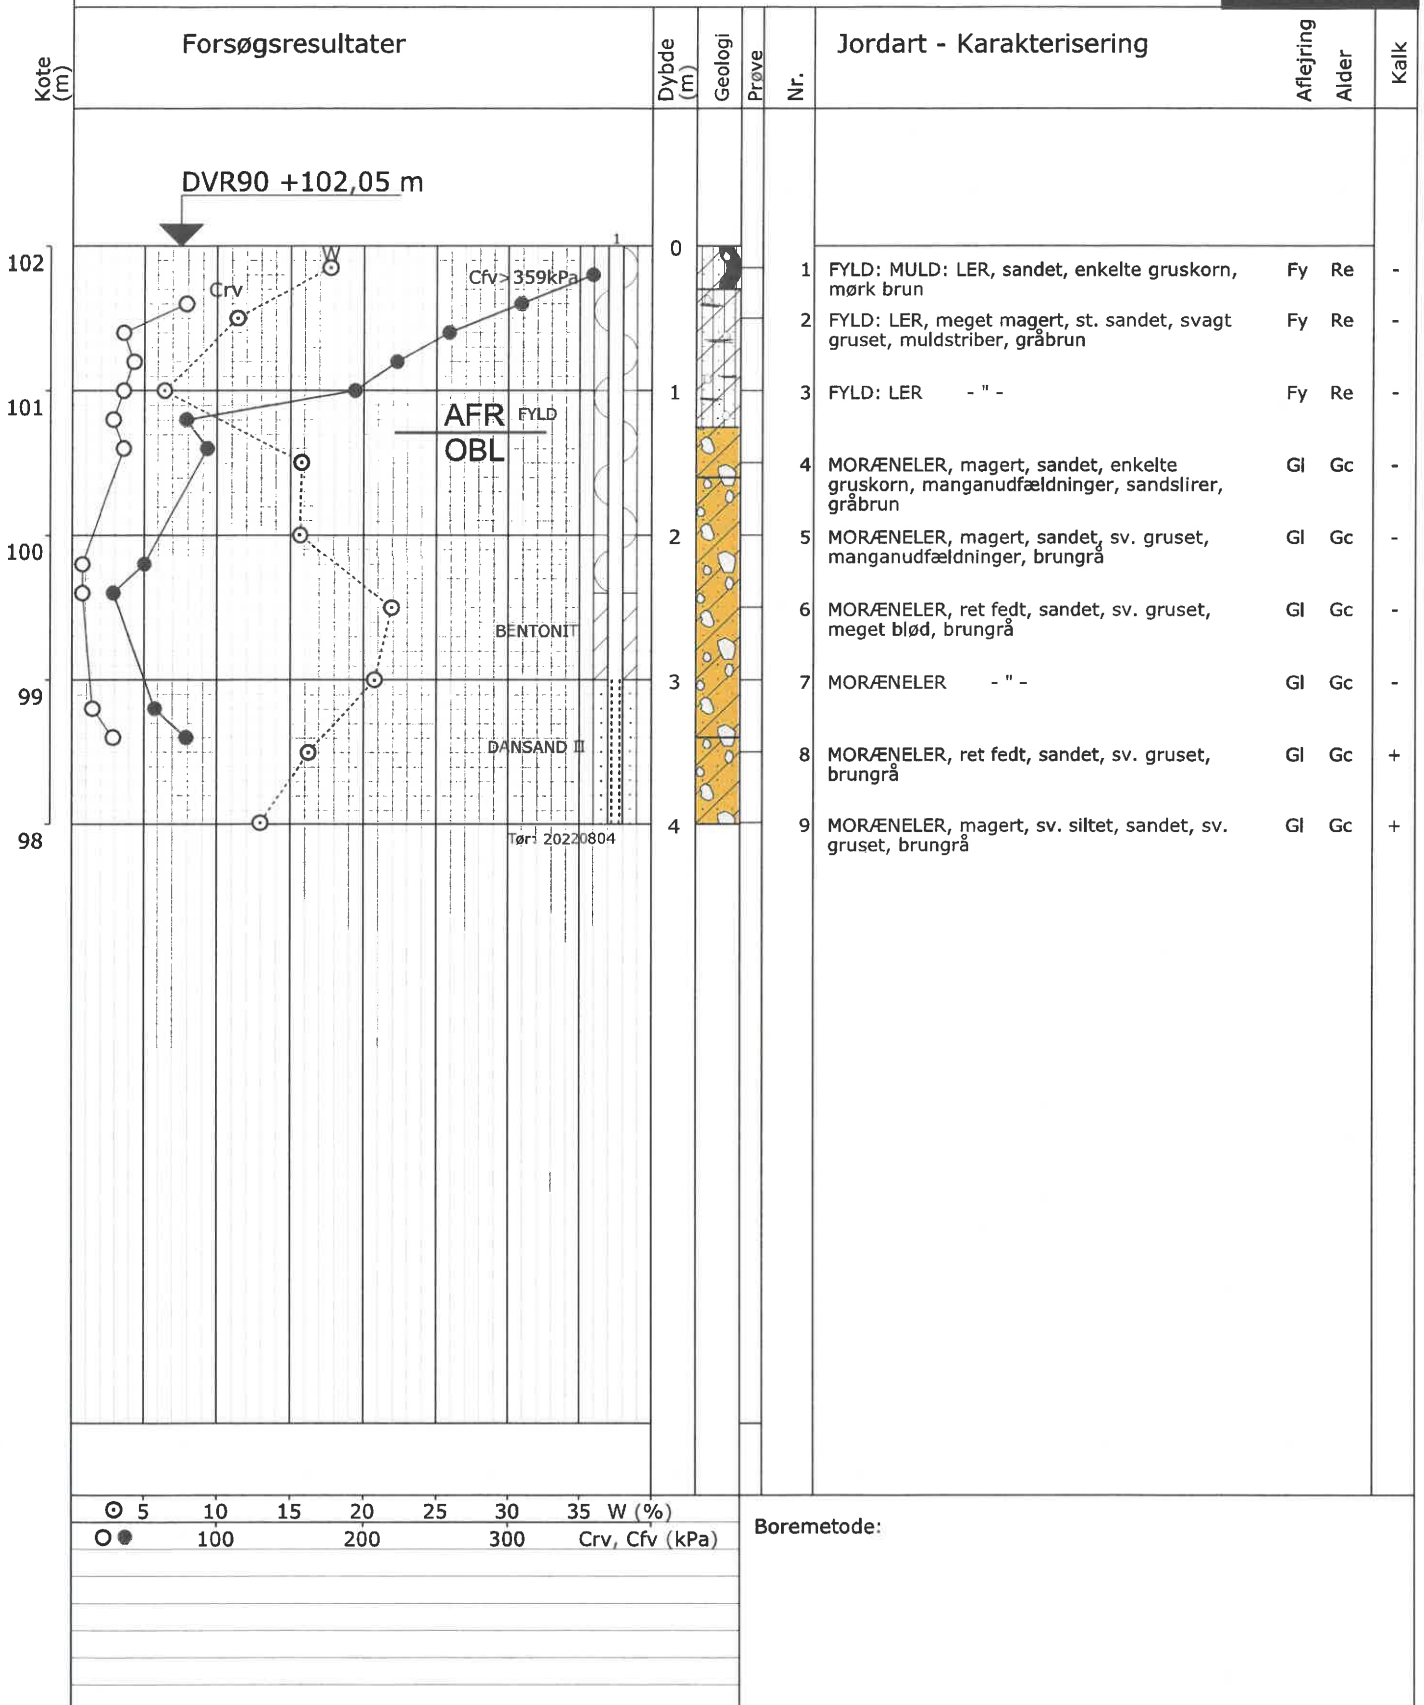 Kote (m)
Forsøgsresultater
Dybde (m)
Geologi
Prøve
Nr.
Jordart - Karakterisering
Aflejring
Alder
Kalk
DVR90 +102,05 m
1
102
101
100
99
98
W
Crv
Cfv>359kPa
AFR
OBL
FYLD
BENTONIT
DANSAND II
Tør: 20220804
0
1
2
3
4
1 FYLD: MULD: LER, sandet, enkelte gruskorn, Fy Re -
mørk brun
2 FYLD: LER, meget magert, st. sandet, svagt Fy Re -
gruset, muldstriber, gråbrun
3 FYLD: LER - " - Fy Re -
4 MORÆNELER, magert, sandet, enkelte Gl Gc -
gruskorn, manganudfældninger, sandslirer,
gråbrun
5 MORÆNELER, magert, sandet, sv. gruset, Gl Gc -
manganudfældninger, brungrå
6 MORÆNELER, ret fedt, sandet, sv. gruset, Gl Gc -
meget blød, brungrå
7 MORÆNELER - " - Gl Gc -
8 MORÆNELER, ret fedt, sandet, sv. gruset, Gl Gc +
brungrå
9 MORÆNELER, magert, sv. siltet, sandet, sv. Gl Gc +
gruset, brungrå
5 10 15 20 25 30 35 W (%)
100 200 300 Crv, Cfv (kPa)
Boremetode: